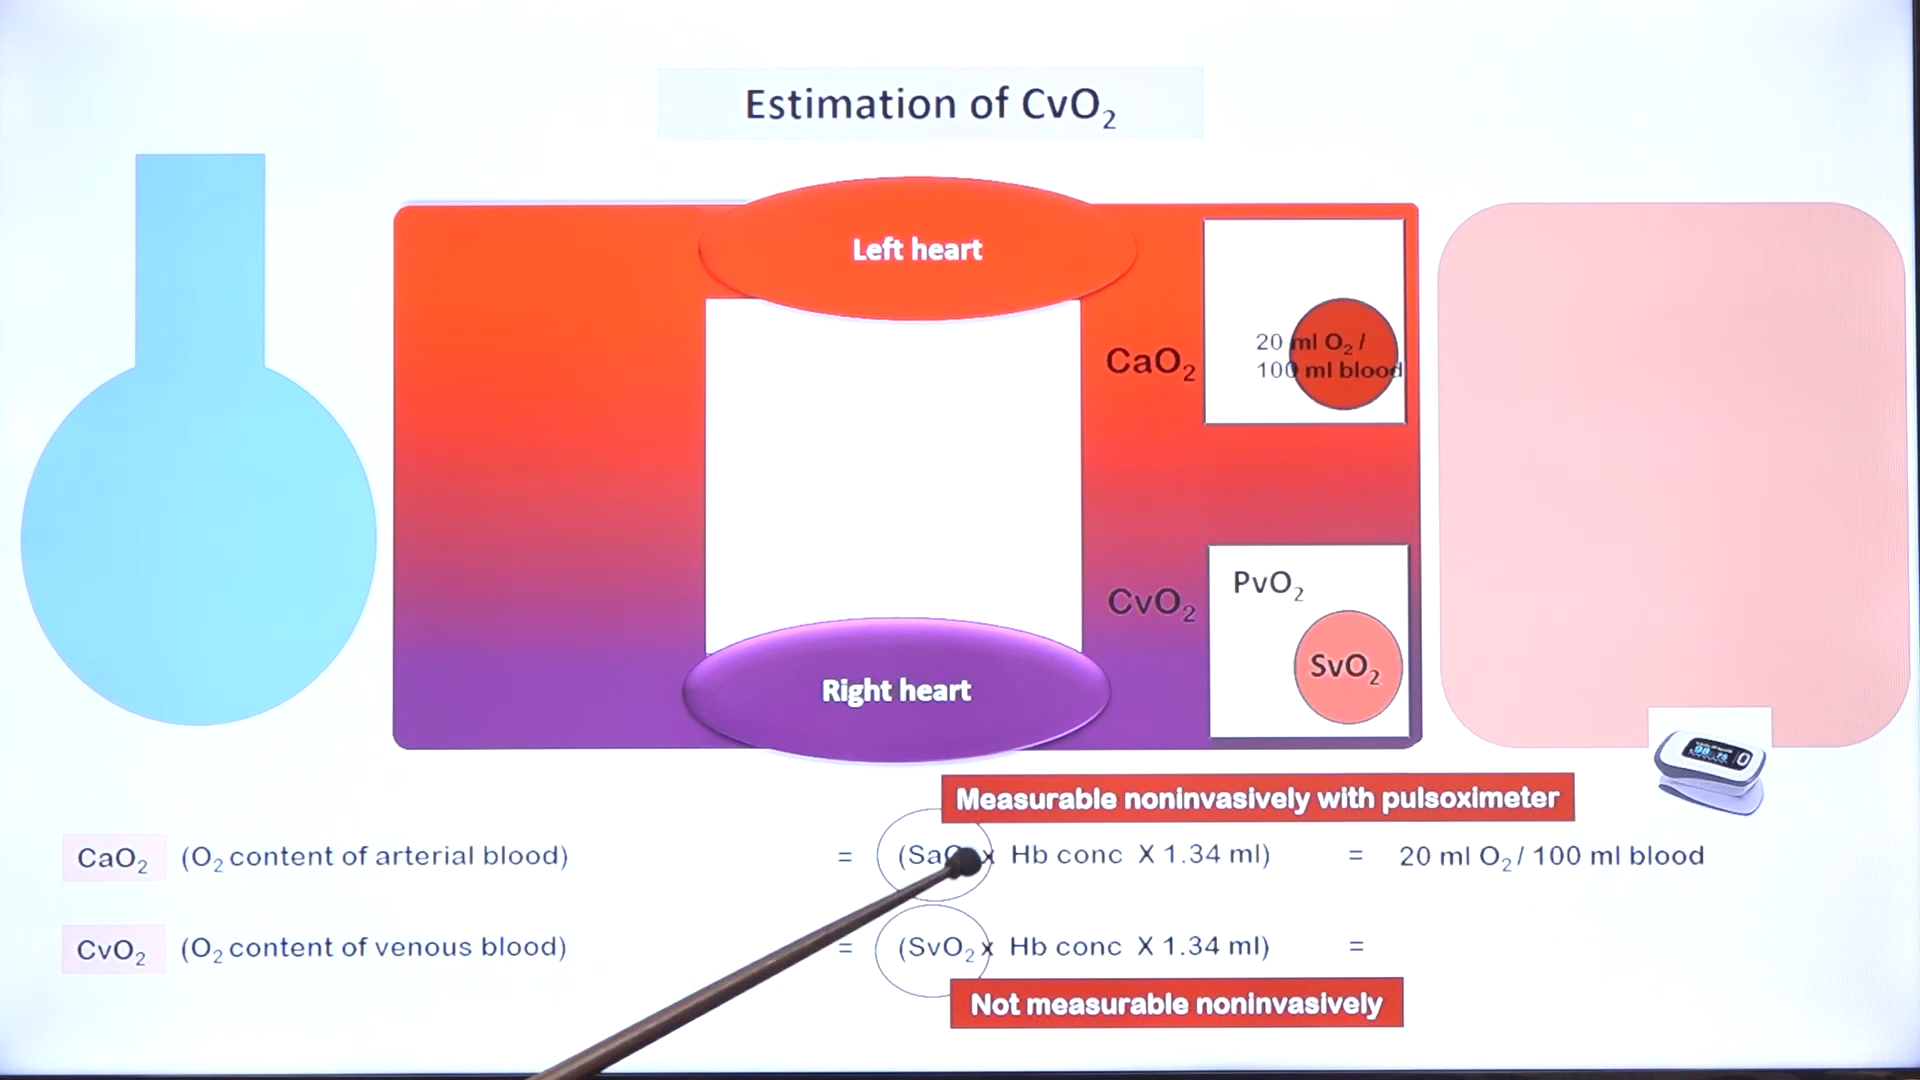 Estimation of CvO₂
Left heart
CaO₂
20 ml O₂ /
100 ml blood
CvO₂
PvO₂
SvO₂
Right heart
Measurable noninvasively with pulsoximeter
CaO₂ (O₂ content of arterial blood) = (Sa x Hb conc X 1.34 ml) = 20 ml O₂ / 100 ml blood
CvO₂ (O₂ content of venous blood) = (SvO₂ x Hb conc X 1.34 ml) =
Not measurable noninvasively